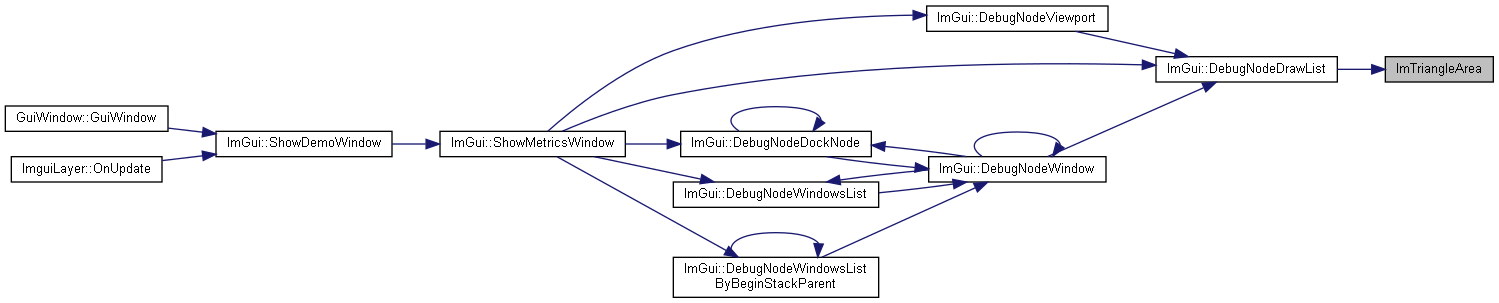 ImGui::DebugNodeViewport
ImGui::DebugNodeDrawList
ImTriangleArea
GuiWindow::GuiWindow
ImGui::ShowDemoWindow
ImGui::ShowMetricsWindow
ImGui::DebugNodeDockNode
ImguiLayer::OnUpdate
ImGui::DebugNodeWindow
ImGui::DebugNodeWindowsList
ImGui::DebugNodeWindowsList
ByBeginStackParent